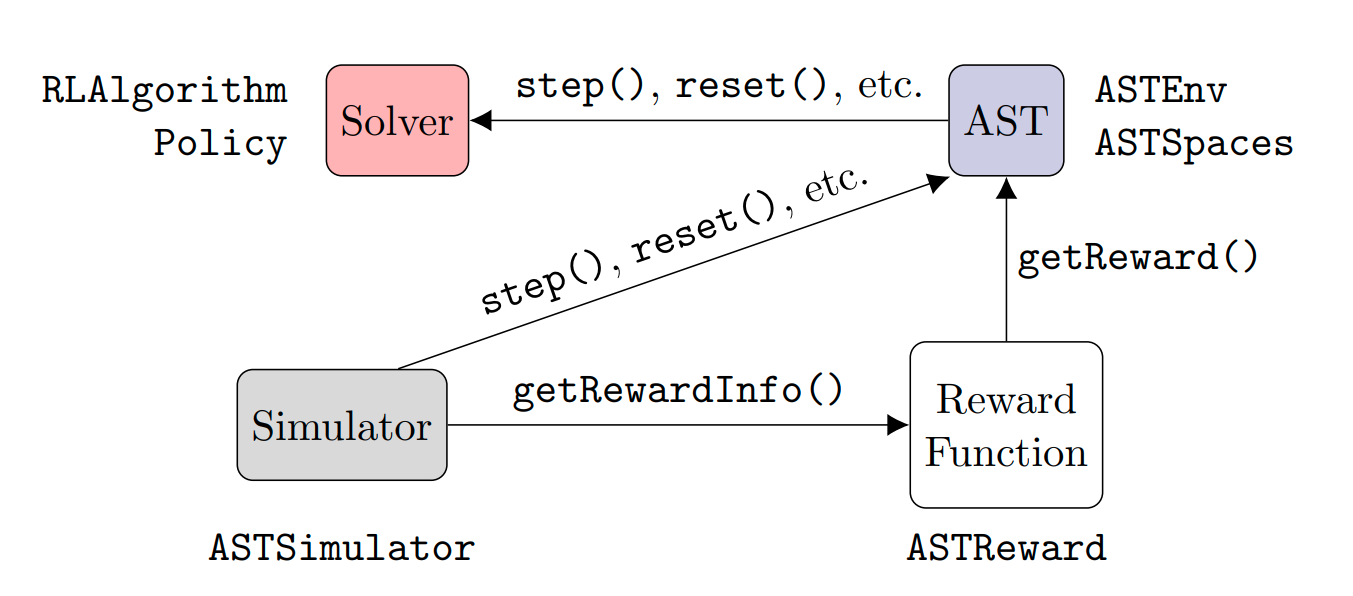 RLAlgorithm
Policy
Solver
step(), reset(), etc.
AST
ASTEnv
ASTSpaces
step(), reset(), etc.
getReward()
Simulator
getRewardInfo()
Reward
Function
ASTSimulator
ASTReward